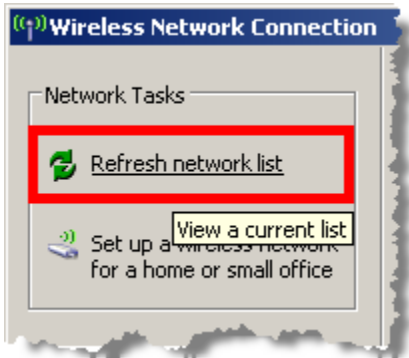 Wireless Network Connection
Network Tasks
Refresh network list
View a current list
Set up a wireless network
for a home or small office